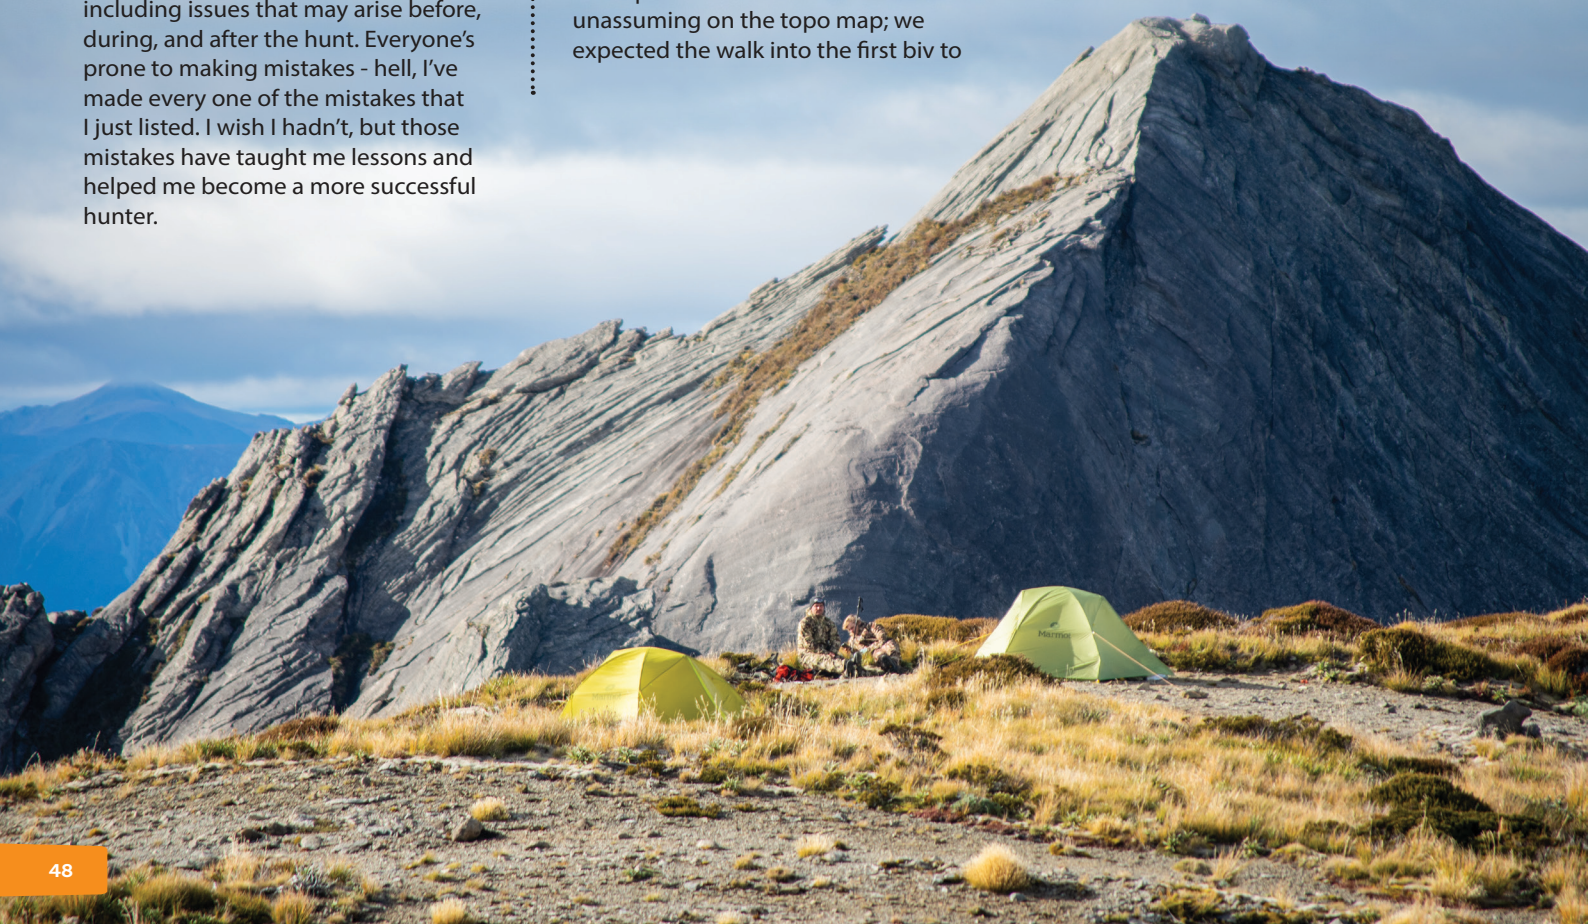 including issues that may arise before,
during, and after the hunt. Everyone's
prone to making mistakes - hell, I've
made every one of the mistakes that
I just listed. I wish I hadn't, but those
mistakes have taught me lessons and
helped me become a more successful
hunter.
unassuming on the topo map; we
expected the walk into the first biv to
Marmot
48